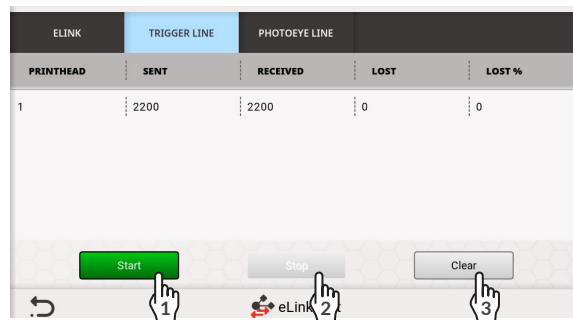 ELINK TRIGGER LINE PHOTOEYE LINE
PRINTHEAD SENT RECEIVED LOST LOST %
1 2200 2200 0 0
Start Stop Clear
1 eLink 2 t 3